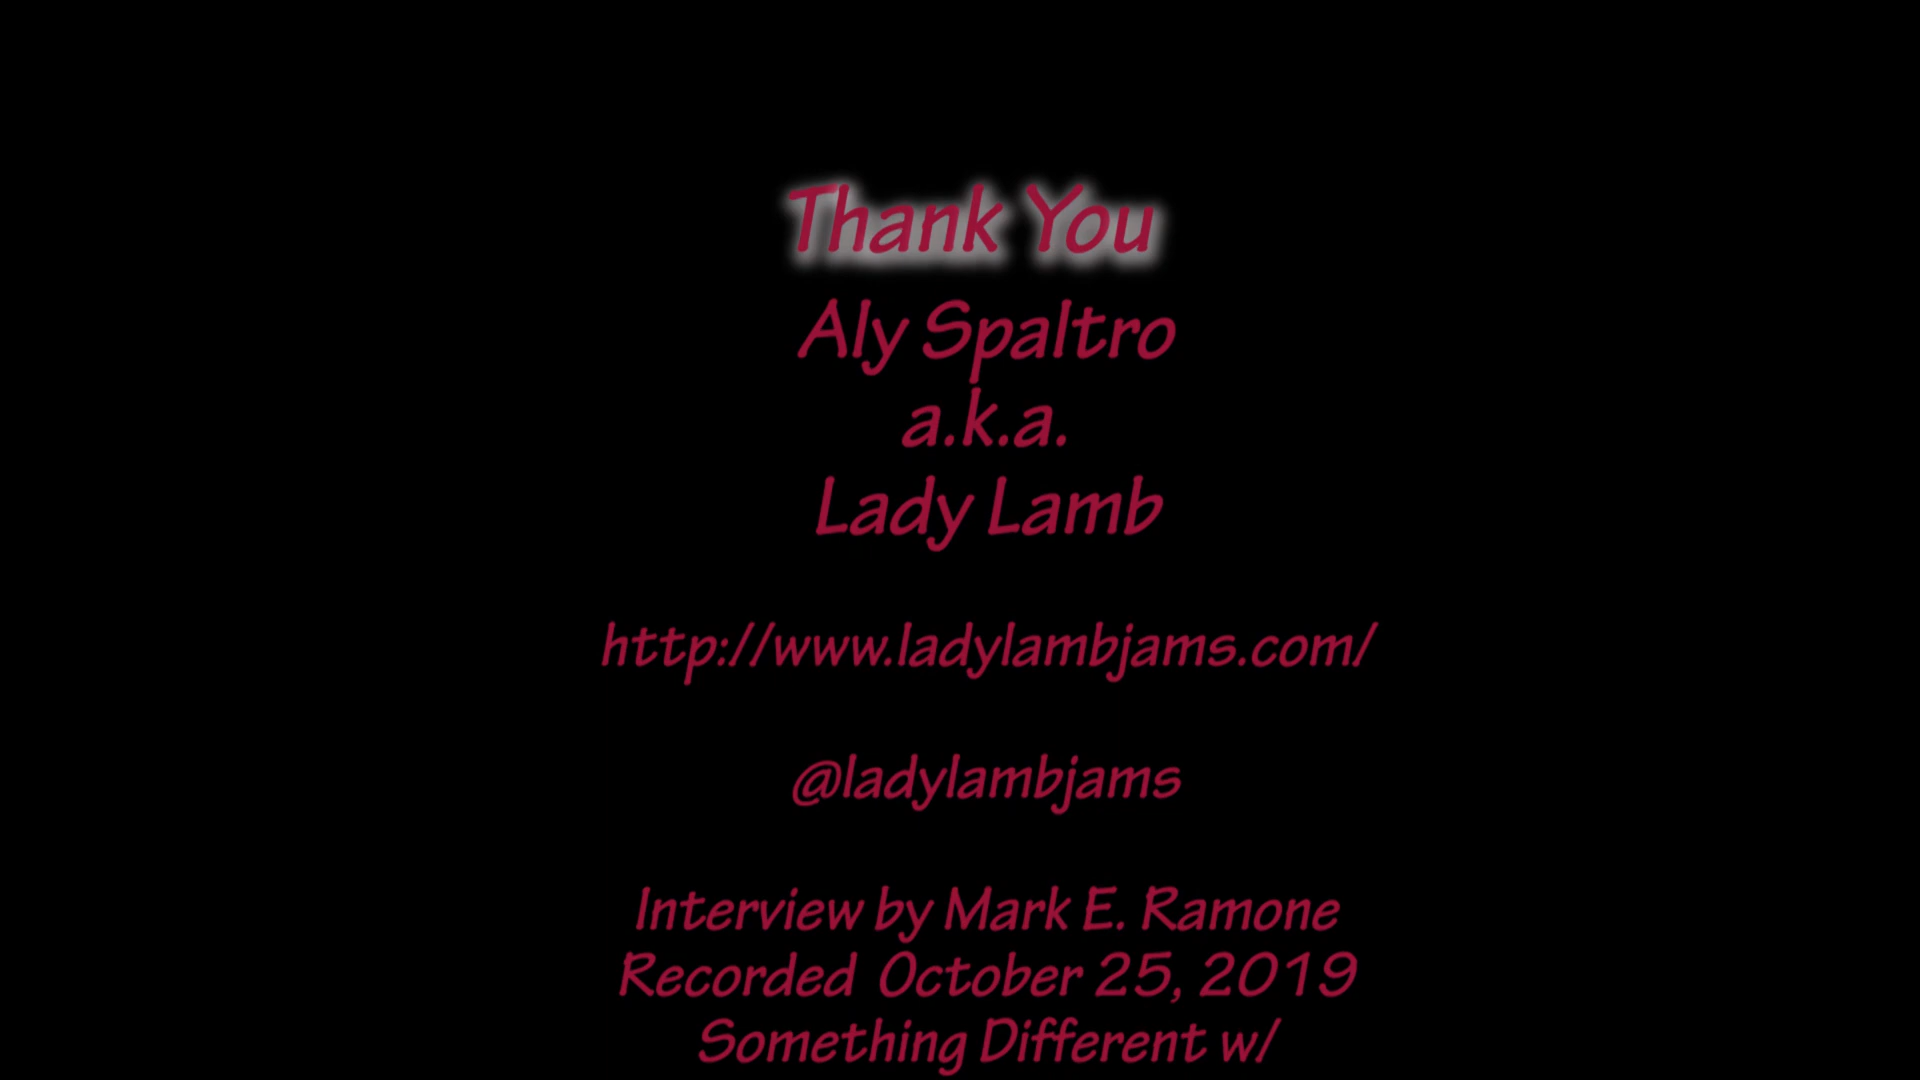 Thank You
Aly Spaltro
a.k.a.
Lady Lamb
http://www.ladylambjams.com/
@ladylambjams
Interview by Mark E. Ramone
Recorded October 25, 2019
Something Different w/